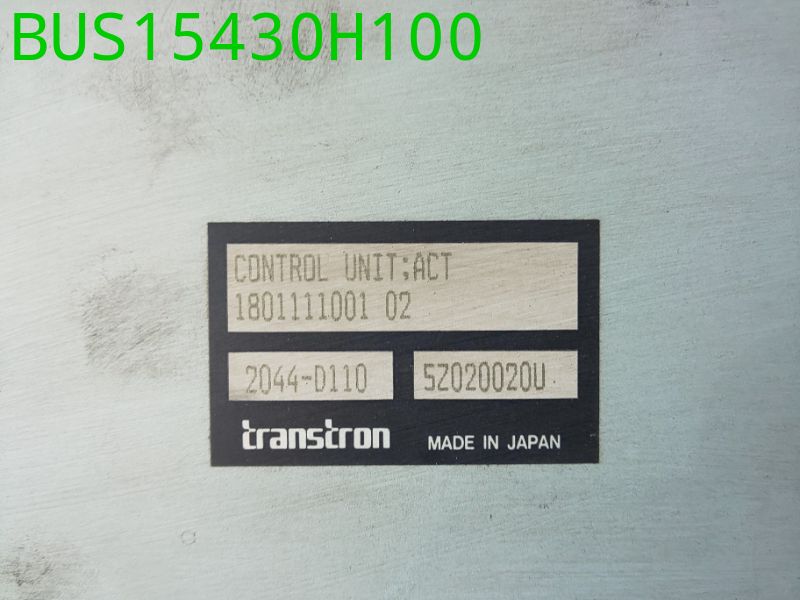 BUS15430H100
CONTROL UNIT;ACT
1801111001 02
2044-D110
5Z020020U
transtron
MADE IN JAPAN